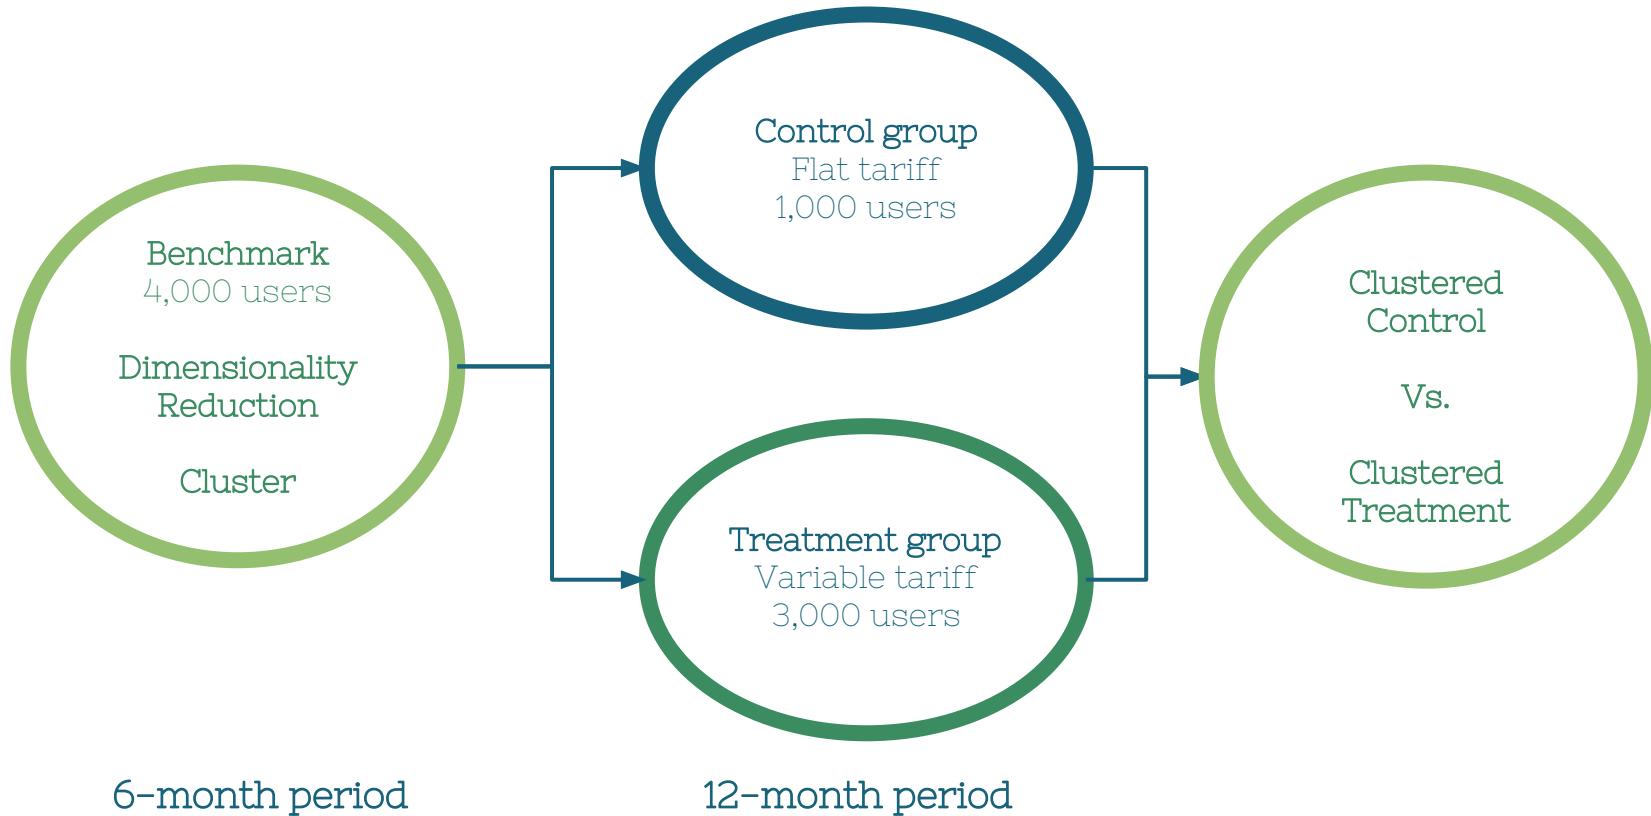 Benchmark
4,000 users
Dimensionality
Reduction
Cluster
Control group
Flat tariff
1,000 users
Treatment group
Variable tariff
3,000 users
Clustered
Control
Vs.
Clustered
Treatment
6-month period
12-month period